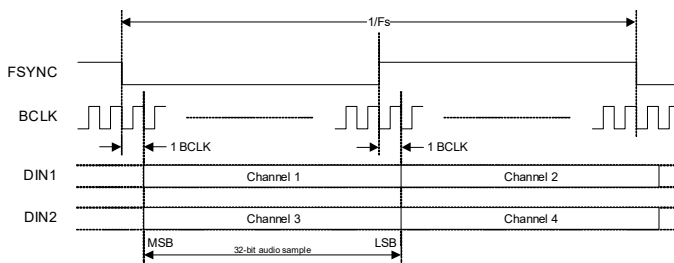 1/Fs
FSYNC
BCLK
1 BCLK 1 BCLK
DIN1 Channel 1 Channel 2
DIN2 Channel 3 Channel 4
MSB LSB
32-bit audio sample